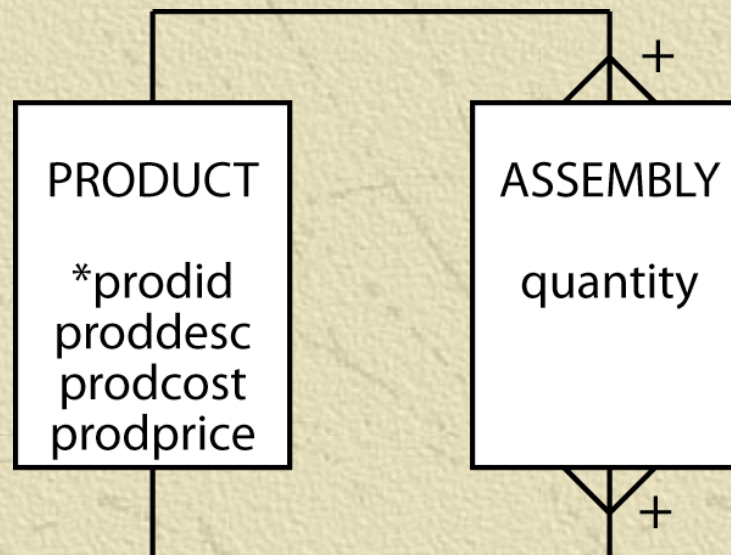 +
PRODUCT
*prodid
proddesc
prodcost
prodprice
ASSEMBLY
quantity
+